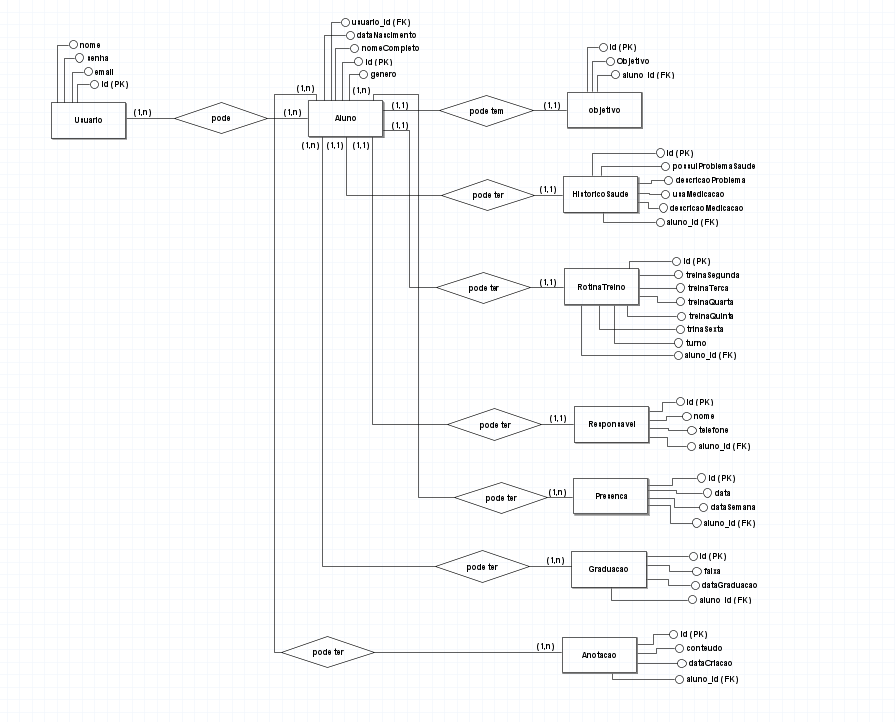 usuario_id (FK)
dataNascimento
nomeCompleto
id (PK)
genero
nome
senha
email
id (PK)
Usuario
(1,n)
pode
(1,n)
(1,n)
Aluno
(1,n)
(1,1)
pode tem
(1,1)
objetivo
id (PK)
Objetivo
aluno_id (FK)
(1,1)
(1,n)
(1,1)
(1,1)
pode ter
(1,1)
HistoricoSaude
id (PK)
possuiProblemaSaude
descricaoProblema
usaMedicacao
descricaoMedicacao
aluno_id (FK)
pode ter
(1,1)
RotinaTreino
id (PK)
treinaSegunda
treinaTerca
treinaQuarta
treinaQuinta
trinaSexta
turno
aluno_id (FK)
pode ter
(1,1)
Responsavel
id (PK)
nome
telefone
aluno_id (FK)
pode ter
(1,n)
Presenca
id (PK)
data
dataSemana
aluno_id (FK)
pode ter
(1,n)
Graduacao
id (PK)
faixa
dataGraduacao
aluno_id (FK)
pode ter
(1,n)
Anotacao
id (PK)
conteudo
dataCriacao
aluno_id (FK)